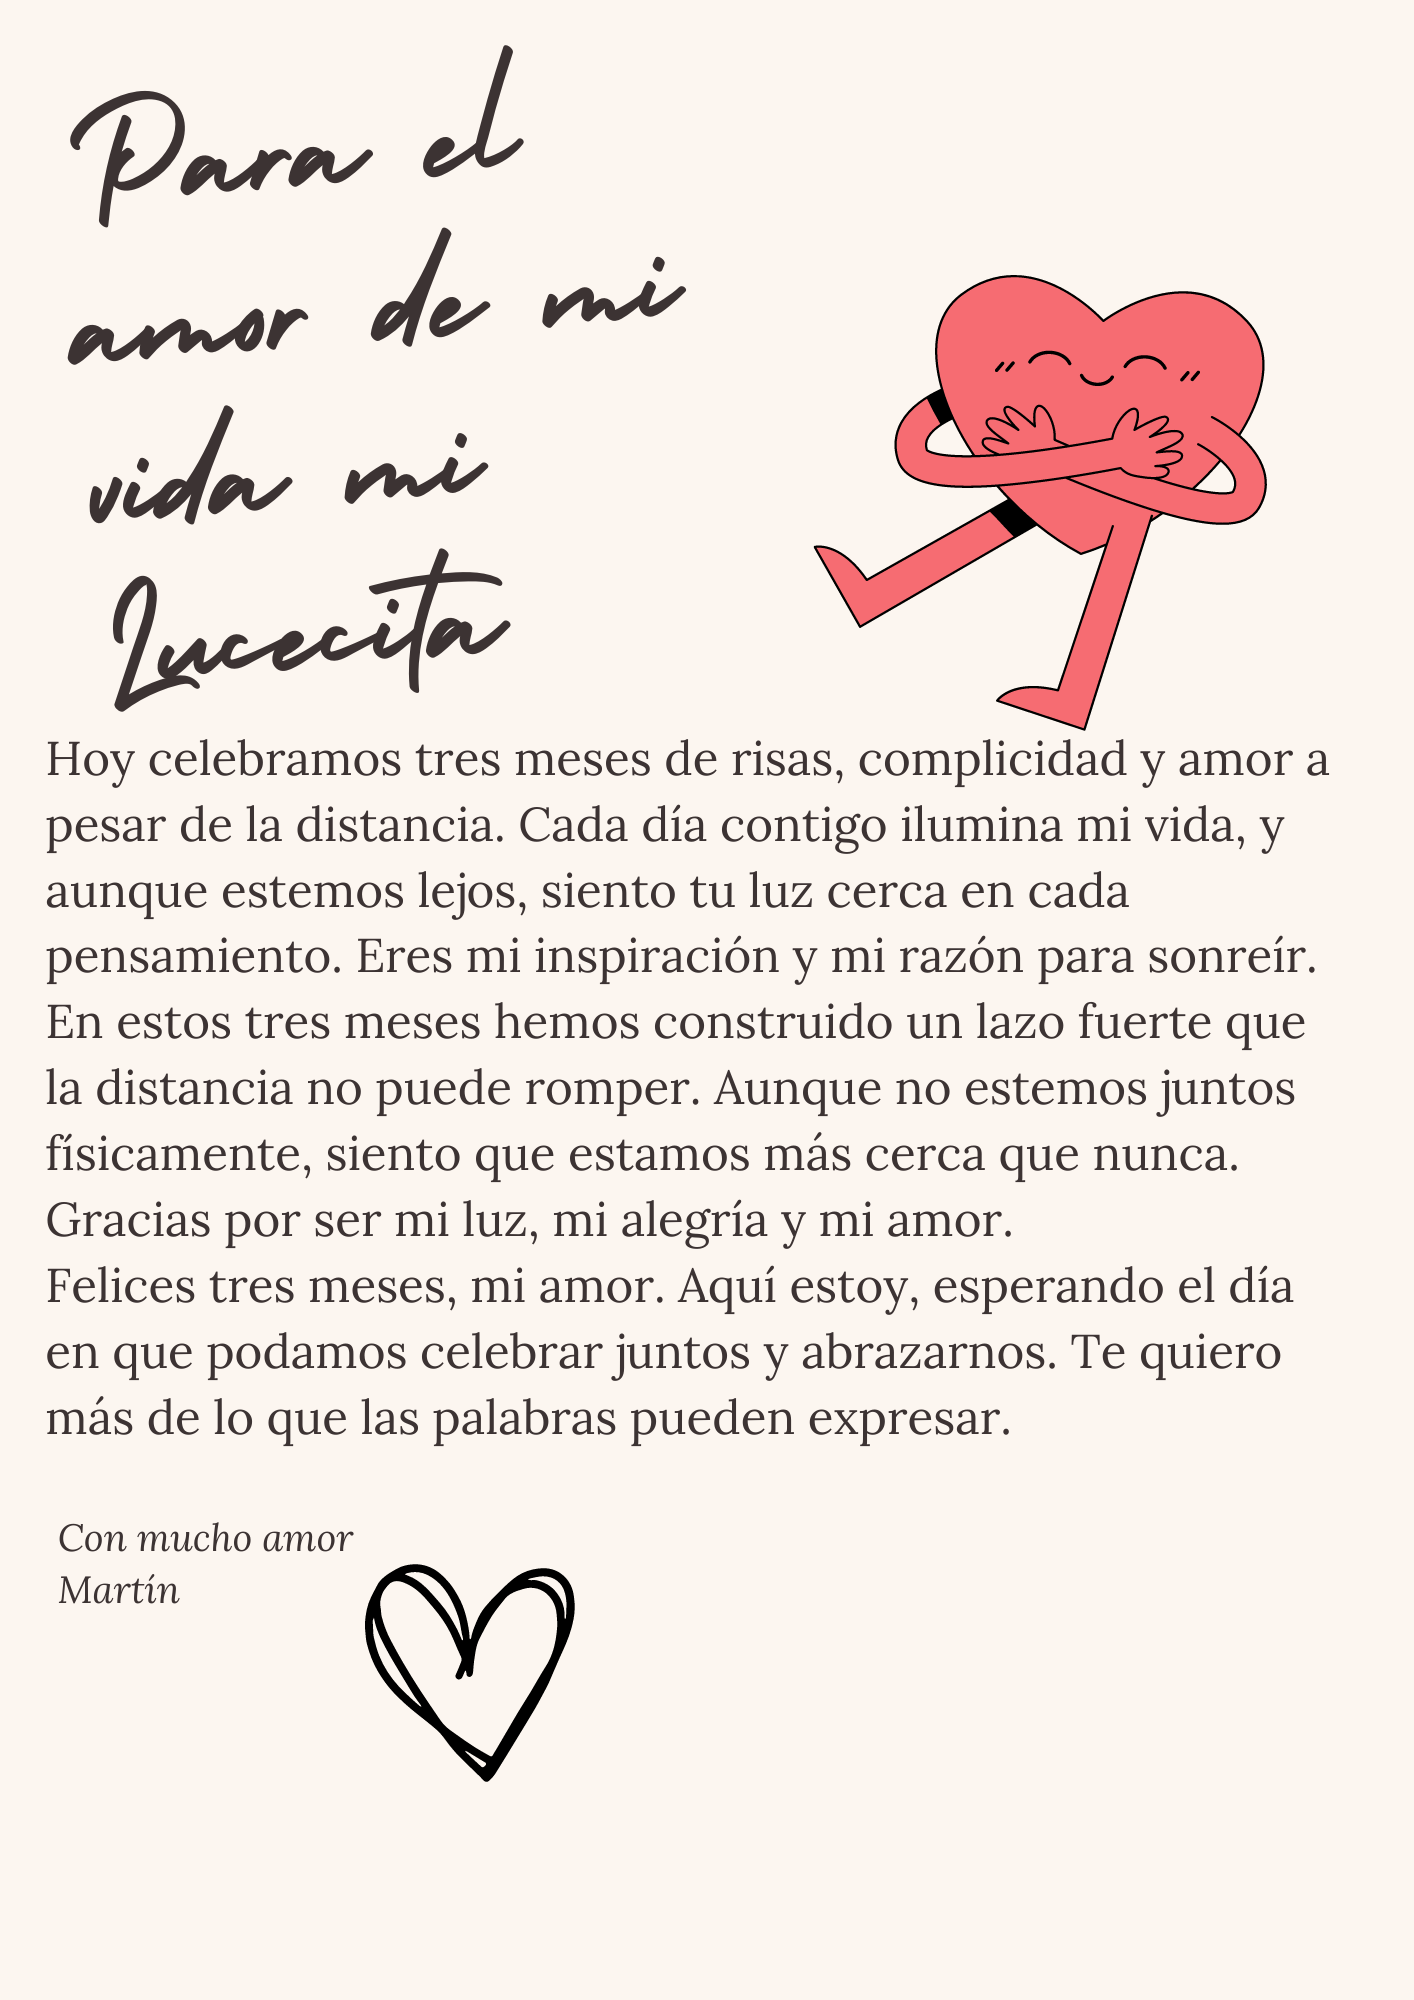 Para el
amor de mi
vida mi
Lucecita
Hoy celebramos tres meses de risas, complicidad y amor a
pesar de la distancia. Cada día contigo ilumina mi vida, y
aunque estemos lejos, siento tu luz cerca en cada
pensamiento. Eres mi inspiración y mi razón para sonreír.
En estos tres meses hemos construido un lazo fuerte que
la distancia no puede romper. Aunque no estemos juntos
físicamente, siento que estamos más cerca que nunca.
Gracias por ser mi luz, mi alegría y mi amor.
Felices tres meses, mi amor. Aquí estoy, esperando el día
en que podamos celebrar juntos y abrazarnos. Te quiero
más de lo que las palabras pueden expresar.
Con mucho amor
Martín